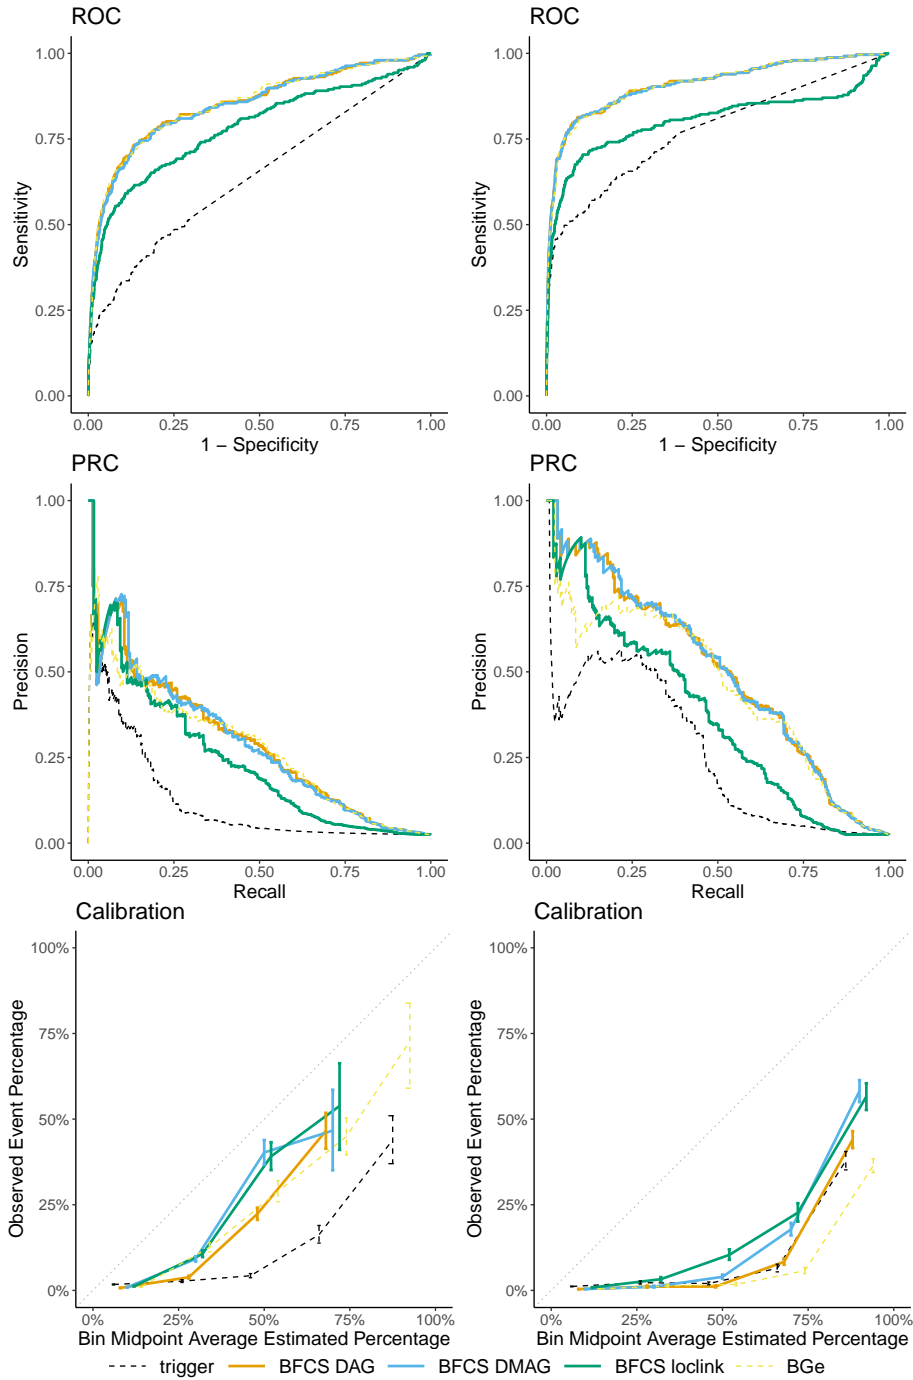 ROC
ROC
1.00
0.75
0.50
0.25
0.00
Sensitivity
0.00 0.25 0.50 0.75 1.00
1 − Specificity
1.00
0.75
0.50
0.25
0.00
Sensitivity
0.00 0.25 0.50 0.75 1.00
1 − Specificity
PRC
PRC
1.00
0.75
0.50
0.25
0.00
Precision
0.00 0.25 0.50 0.75 1.00
Recall
1.00
0.75
0.50
0.25
0.00
Precision
0.00 0.25 0.50 0.75 1.00
Recall
Calibration
Calibration
100%
75%
50%
25%
0%
Observed Event Percentage
0% 25% 50% 75% 100%
Bin Midpoint Average Estimated Percentage
100%
75%
50%
25%
0%
Observed Event Percentage
0% 25% 50% 75% 100%
Bin Midpoint Average Estimated Percentage
trigger BFCS DAG BFCS DMAG BFCS loclink BGe